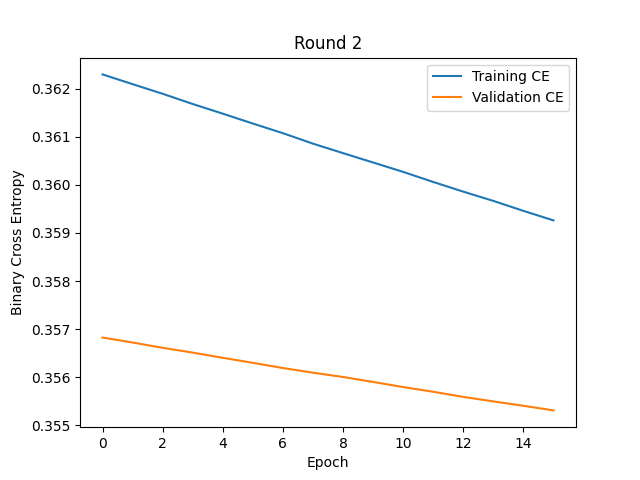 Round 2
Training CE
Validation CE
Binary Cross Entropy
0.362
0.361
0.360
0.359
0.358
0.357
0.356
0.355
0 2 4 6 8 10 12 14
Epoch